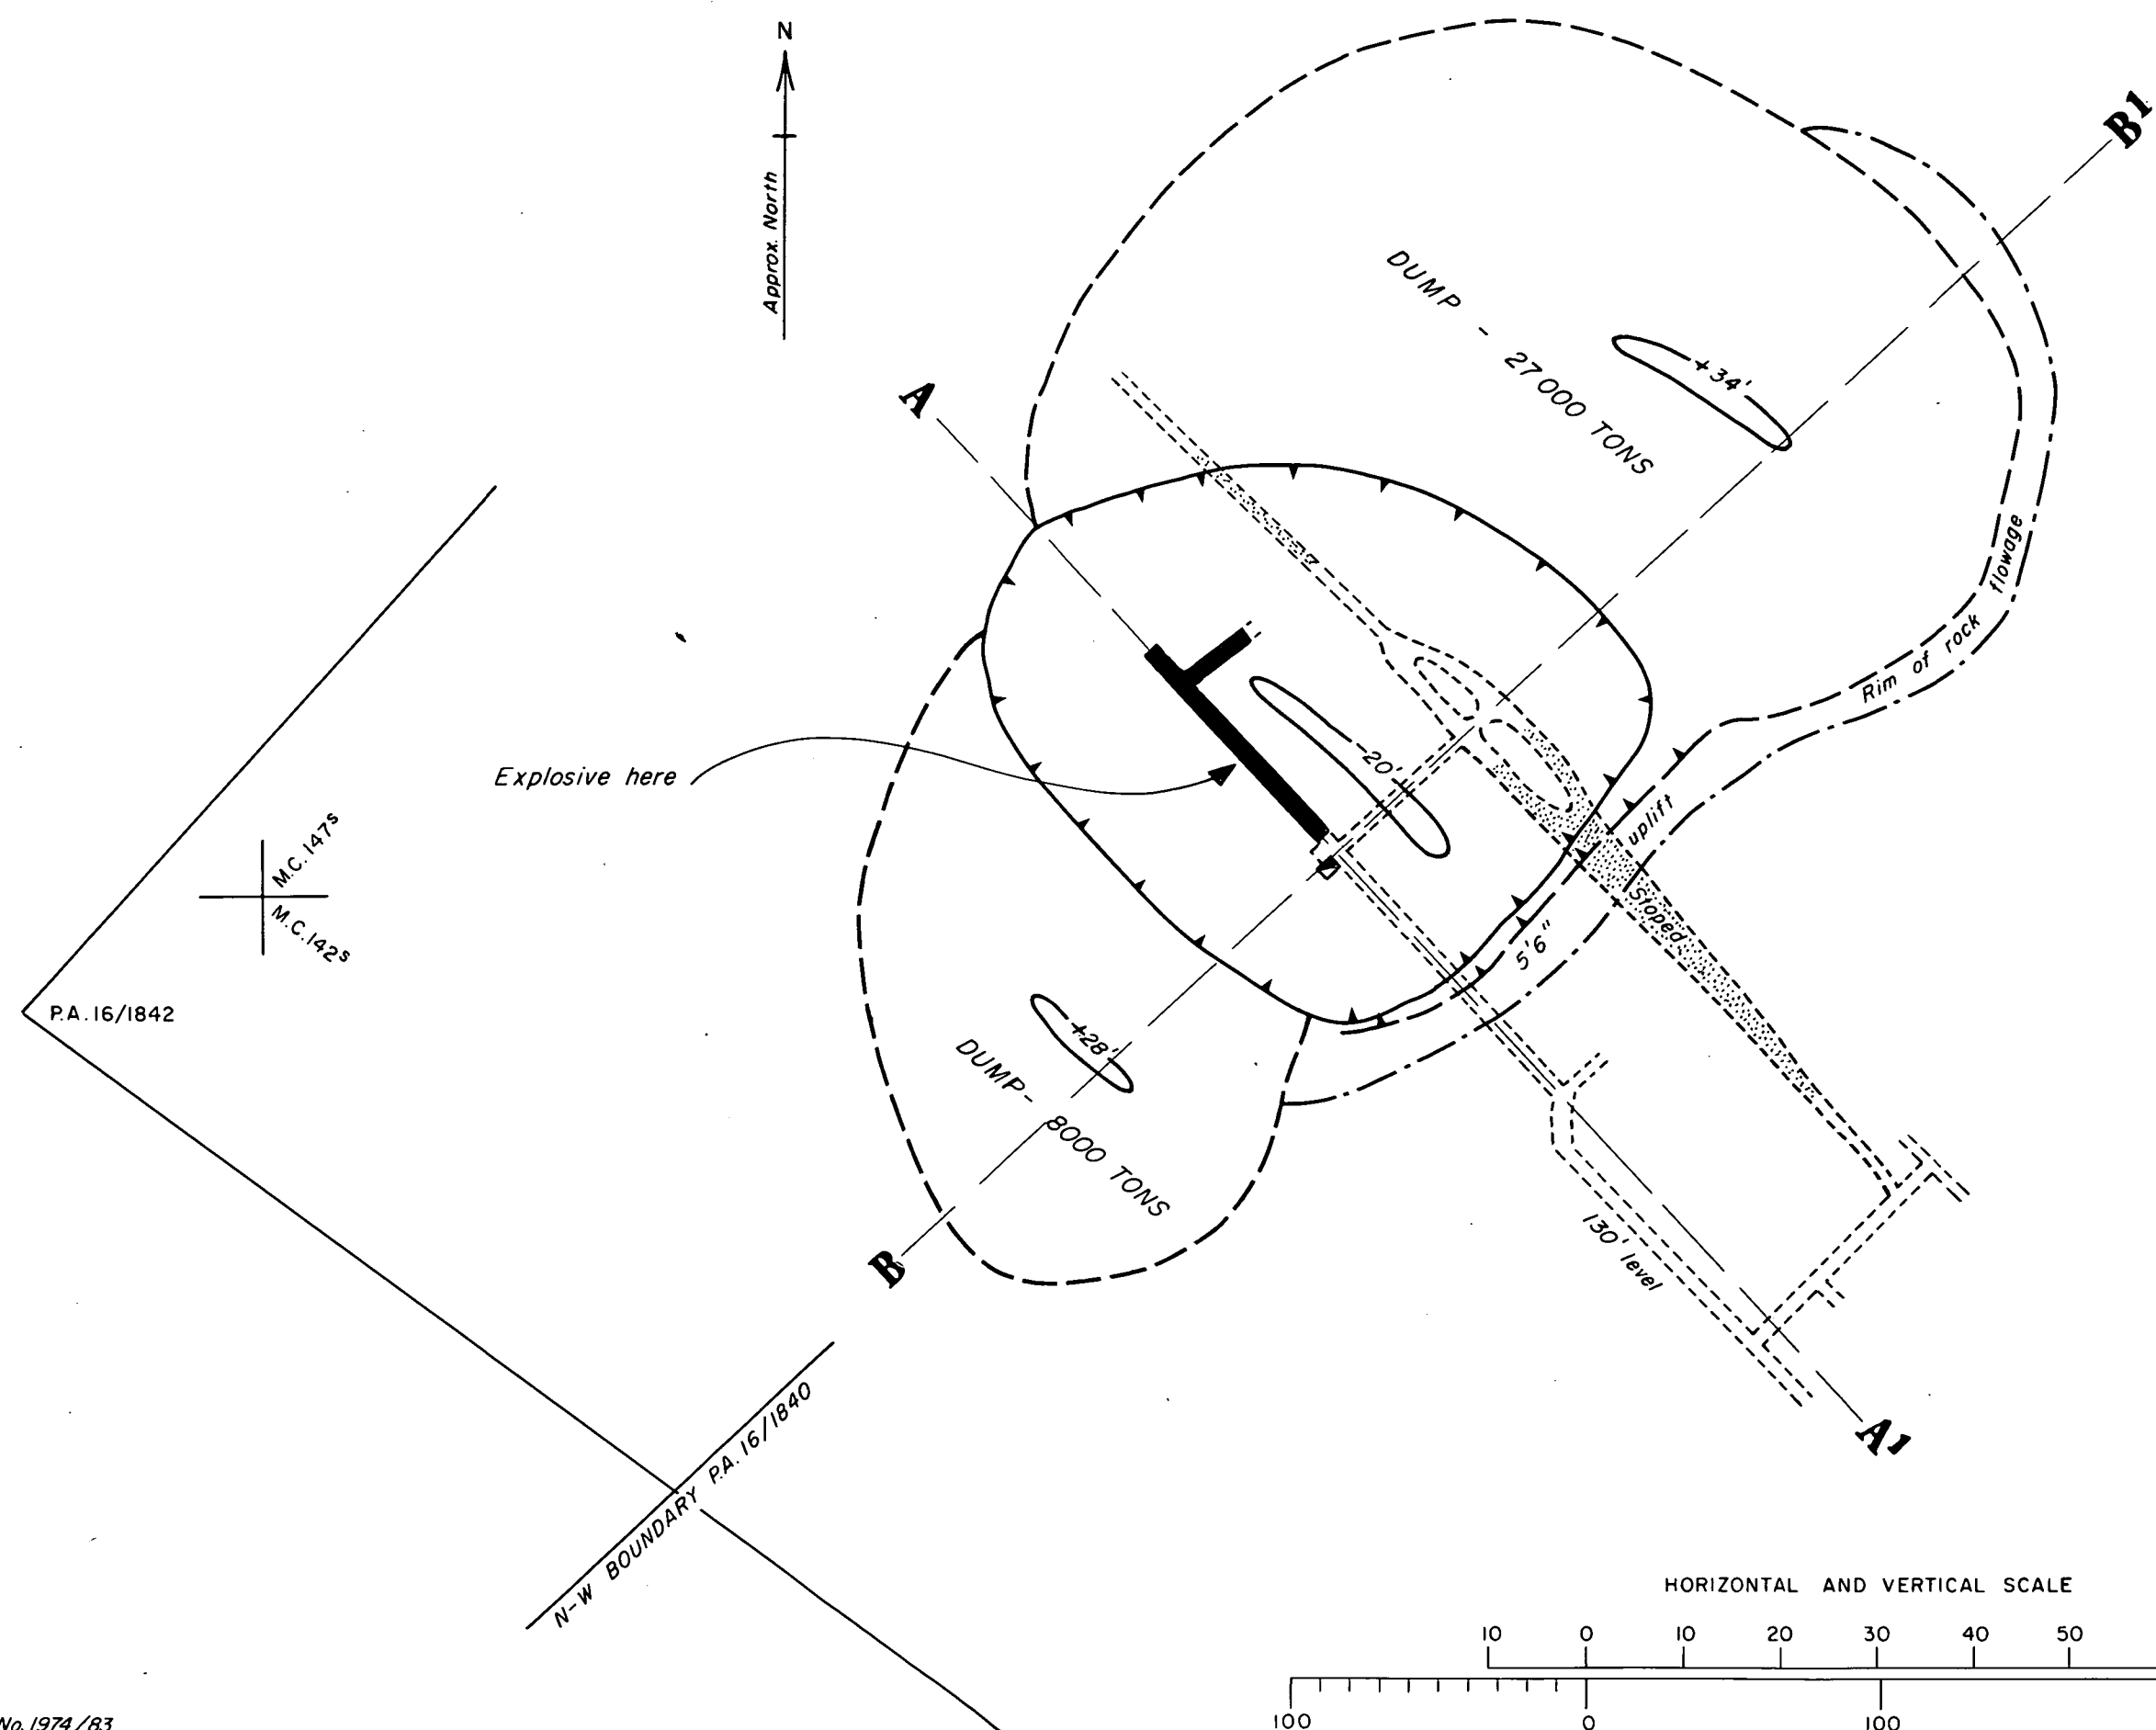 N
Approx. North
B1
A
DUMP - 27000 TONS
+34'
Rim of rock flowage
Explosive here
20'
uplift
5'6"
Stoped
M.C. 147s
M.C. 142s
P.A. 16/1842
+28'
DUMP- 8000 TONS
B
130' level
A1
N-W BOUNDARY P.A. 16/1840
HORIZONTAL AND VERTICAL SCALE
10 0 10 20 30 40 50
100 0 100
No. 1974/83